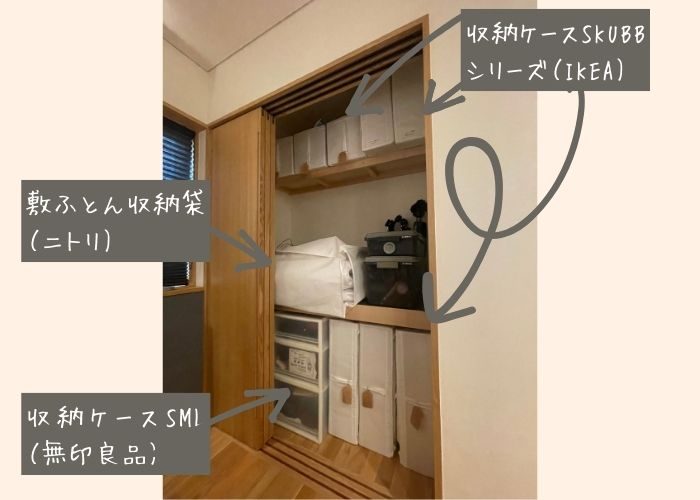 収納ケースSKUBB
シリーズ(IKEA)
敷ふとん収納袋
(ニトリ)
収納ケースSML
(無印良品)